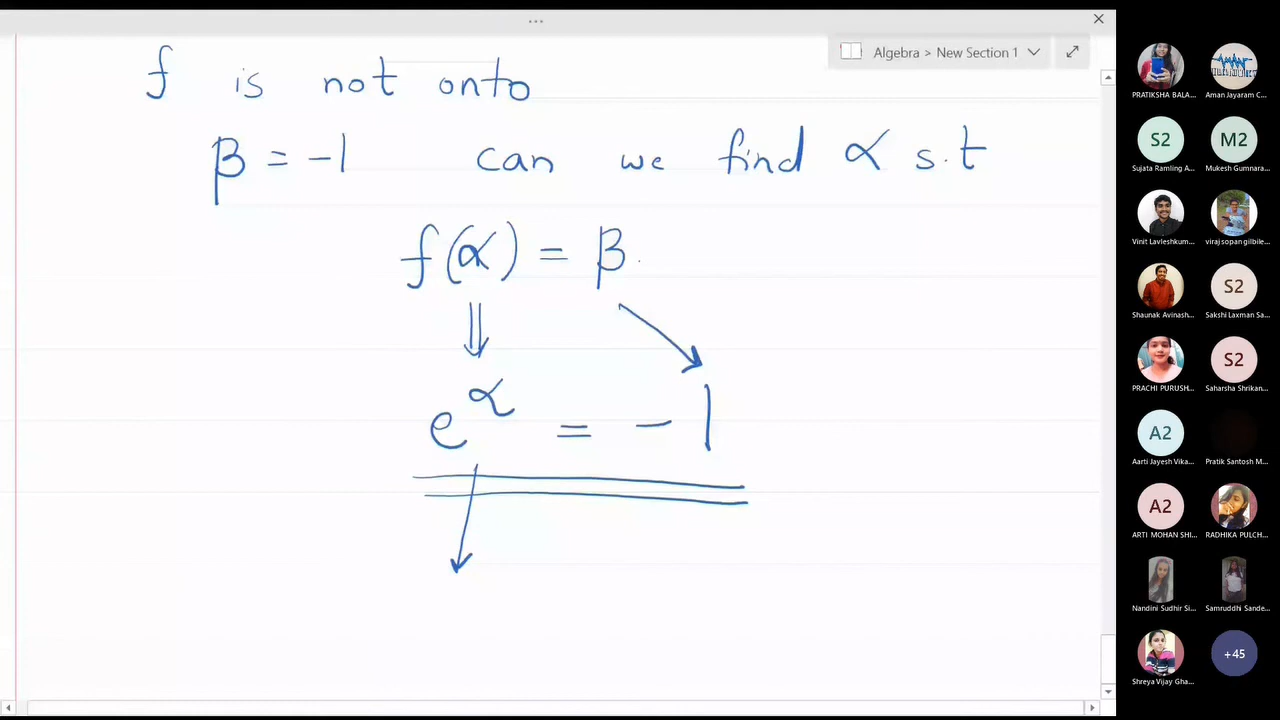 Algebra > New Section 1
f is not onto
β = -1 can we find α s.t
f(α) = β.
⇓ ↘
e^α = -1
↓
PRATIKSHA BALA... Aman Jayaram C...
S2 M2
Sujata Ramling A... Mukesh Gumnara...
Vinit Lavleshkum... viraj sopan gilbile...
S2
Shaunak Avinash... Sakshi Laxman Sa...
S2
PRACHI PURUSH... Saharsha Shrikan...
A2
Aarti Jayesh Vika... Pratik Santosh M...
A2
ARTI MOHAN SHI... RADHIKA PULCH...
Nandini Sudhir Si... Samruddhi Sande...
+45
Shreya Vijay Gha...